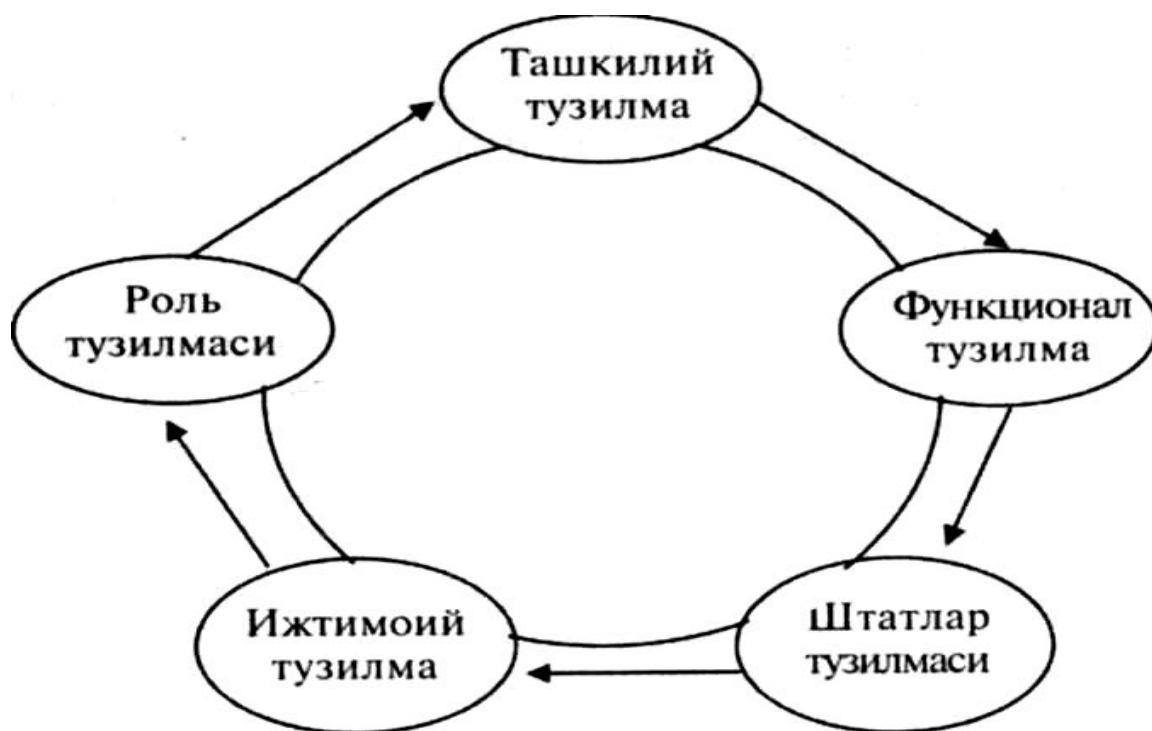 Ташкилий
тузилма
Функционал
тузилма
Штатлар
тузилмаси
Ижтимоий
тузилма
Роль
тузилмаси